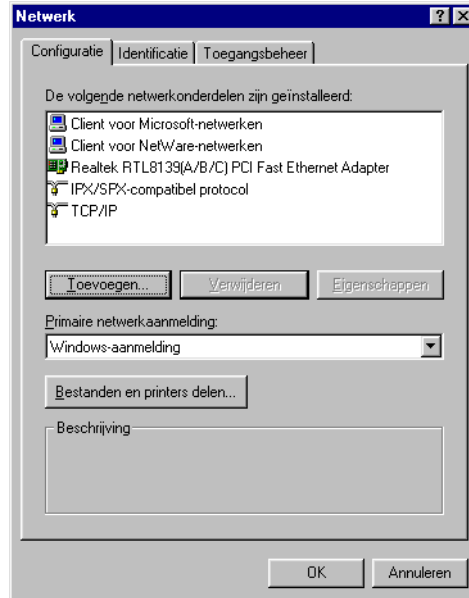 Netwerk
Configuratie Identificatie Toegangsbeheer
De volgende netwerkonderdelen zijn geïnstalleerd:
Client voor Microsoft-netwerken
Client voor NetWare-netwerken
Realtek RTL8139(A/B/C) PCI Fast Ethernet Adapter
IPX/SPX-compatibel protocol
TCP/IP
Toevoegen... Verwijderen Eigenschappen
Primaire netwerkaanmelding:
Windows-aanmelding
Bestanden en printers delen...
Beschrijving
OK Annuleren